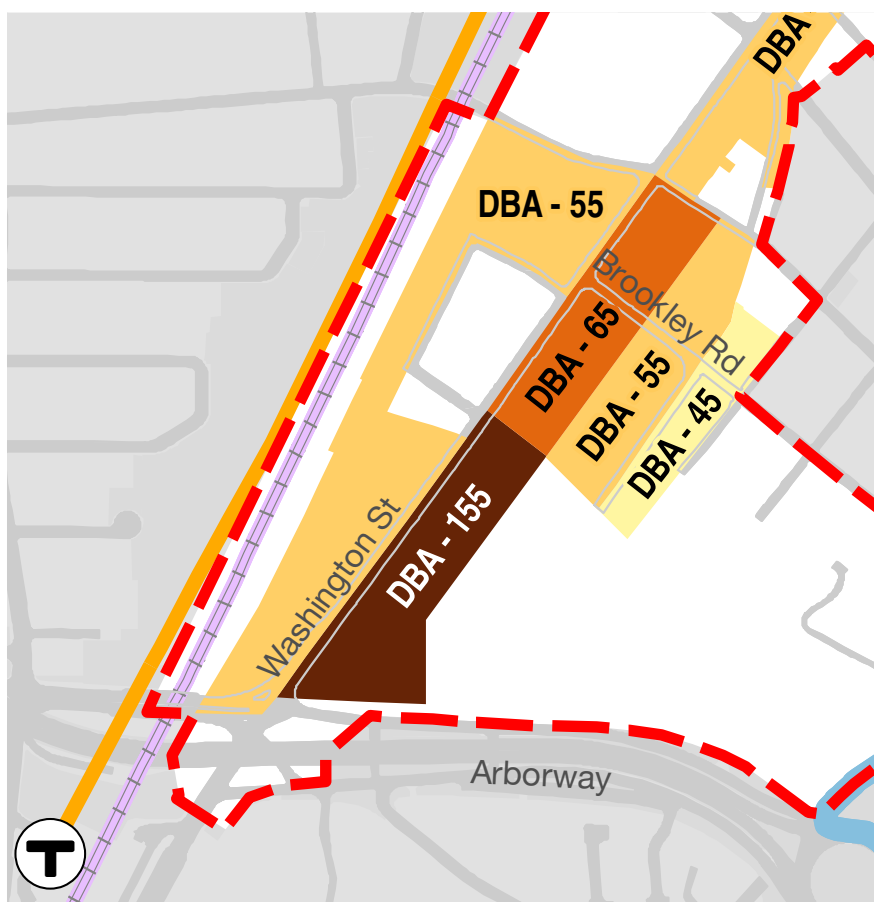 DBA
DBA - 55
Brookley Rd
DBA - 65
DBA - 55
DBA - 45
DBA - 155
Washington St
Arborway
T